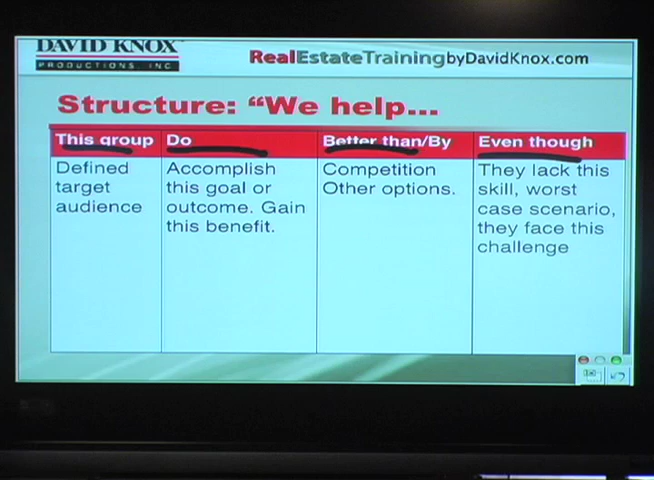 DAVID KNOX
PRODUCTIONS, INC
RealEstateTrainingbyDavidKnox.com
Structure: “We help...
This group Do Better than/By Even though
Defined target audience
Accomplish this goal or outcome. Gain this benefit.
Competition Other options.
They lack this skill, worst case scenario, they face this challenge